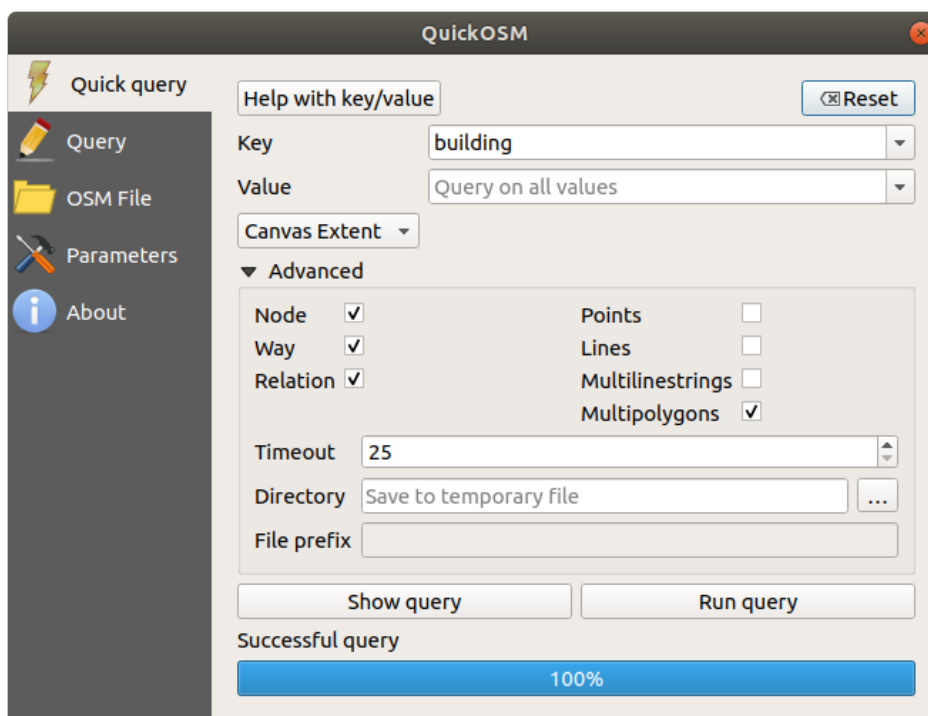 QuickOSM
Quick query
Query
OSM File
Parameters
About
Help with key/value
Reset
Key building
Value Query on all values
Canvas Extent
Advanced
Node Points
Way Lines
Relation Multilinestrings
Multipolygons
Timeout 25
Directory Save to temporary file ...
File prefix
Show query Run query
Successful query
100%